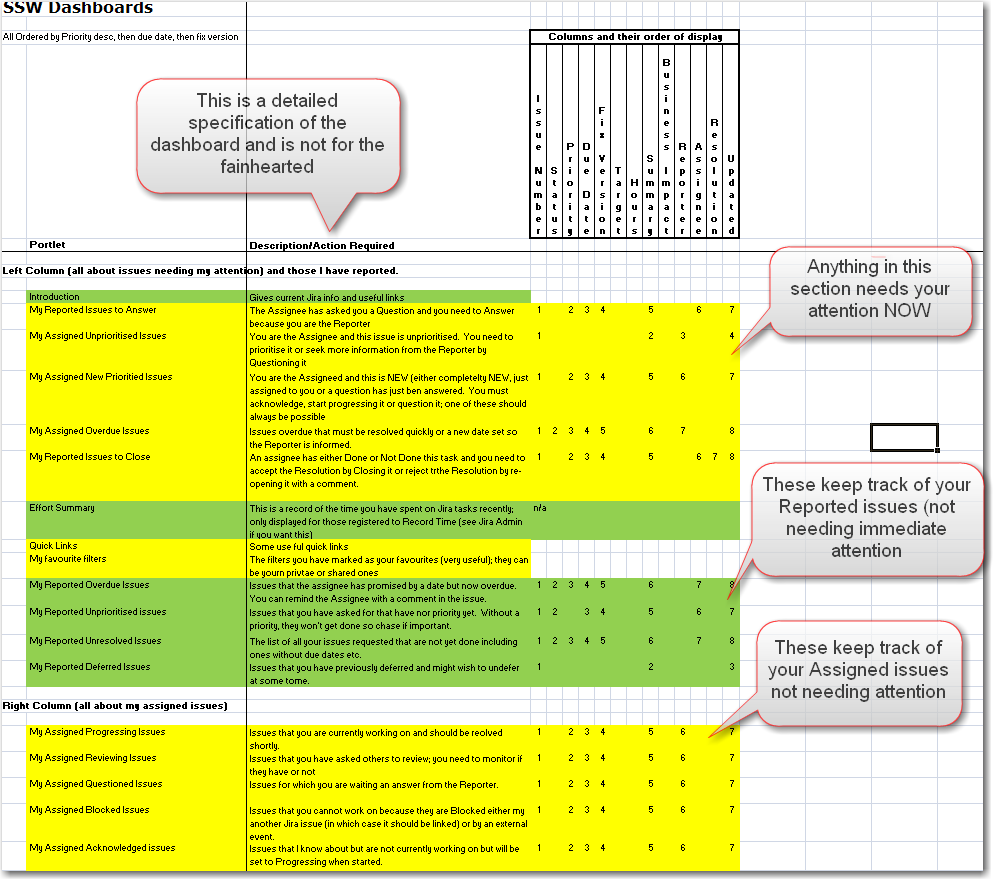 SSW Dashboards
All Ordered by Priority desc, then due date, then fix version
Columns and their order of display
Issue Number
Status
Priority
Due Date
Fix Version
Target
Hours
Summary
Business Impact
Reporter
Assignee
Resolution
Updated
This is a detailed
specification of the
dashboard and is not for the
fainhearted
Portlet
Description/Action Required
Left Column (all about issues needing my attention) and those I have reported.
Anything in this
section needs your
attention NOW
Introduction
Gives current Jira info and useful links
My Reported Issues to Answer
The Assignee has asked you a Question and you need to Answer
because you are the Reporter
1 2 3 4 5 6 7
My Assigned Unprioritised Issues
You are the Assignee and this issue is unprioritised. You need to
prioritise it or seek more information from the Reporter by
Questioning it
1 2 3 4
My Assigned New Prioritied Issues
You are the Assigneed and this is NEW (either completelty NEW, just
assigned to you or a question has just ben answered. You must
acknowledge, start progressing it or question it; one of these should
always be possible
1 2 3 4 5 6 7
My Assigned Overdue Issues
Issues overdue that must be resolved quickly or a new date set so
the Reporter is informed.
1 2 3 4 5 6 7 8
My Reported Issues to Close
An assignee has either Done or Not Done this task and you need to
accept the Resolution by Closing it or reject trthe Resolution by re-
opening it with a comment.
1 2 3 4 5 6 7 8
These keep track of your
Reported issues (not
needing immediate
attention
Effort Summary
This is a record of the time you have spent on Jira tasks recently;
only displayed for those registered to Record Time (see Jira Admin
if you want this)
n/a
Quick Links
Some use ful quick links
My favourite filters
The filters you have marked as your favourites (very useful); they can
be yourn privtae or shared ones
My Reported Overdue Issues
Issues that the assignee has promised by a date but now overdue.
You can remind the Assignee with a comment in the issue.
1 2 3 4 5 6 7 8
My Reported Unprioritised issues
Issues that you have asked for that have nor priority yet. Without a
priority, they won't get done so chase if important.
1 2 3 4 5 6 7
My Reported Unresolved Issues
The list of all your issues requested that are not yet done including
ones without due dates etc.
1 2 3 4 5 6 7 8
My Reported Deferred Issues
Issues that you have previously deferred and might wish to undefer
at some tome.
1 2 3
These keep track of
your Assigned issues
not needing attention
Right Column (all about my assigned issues)
My Assigned Progressing Issues
Issues that you are currently working on and should be reolved
shortly.
1 2 3 4 5 6 7
My Assigned Reviewing Issues
Issues that you have asked others to review; you need to monitor if
they have or not
1 2 3 4 5 6 7
My Assigned Questioned Issues
Issues for which you are waiting an answer from the Reporter.
1 2 3 4 5 6 7
My Assigned Blocked Issues
Issues that you cannot work on because they are Blocked either my
another Jira issue (in which case it should be linked) or by an external
event.
1 2 3 4 5 6 7
My Assigned Acknowledged issues
Issues that I know about but are not currently working on but will be
set to Progressing when started.
1 2 3 4 5 6 7